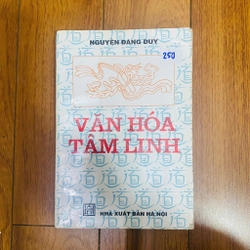 NGUYỄN ĐĂNG DUY
250
VĂN HÓA
TÂM LINH
NHÀ XUẤT BẢN HÀ NỘI